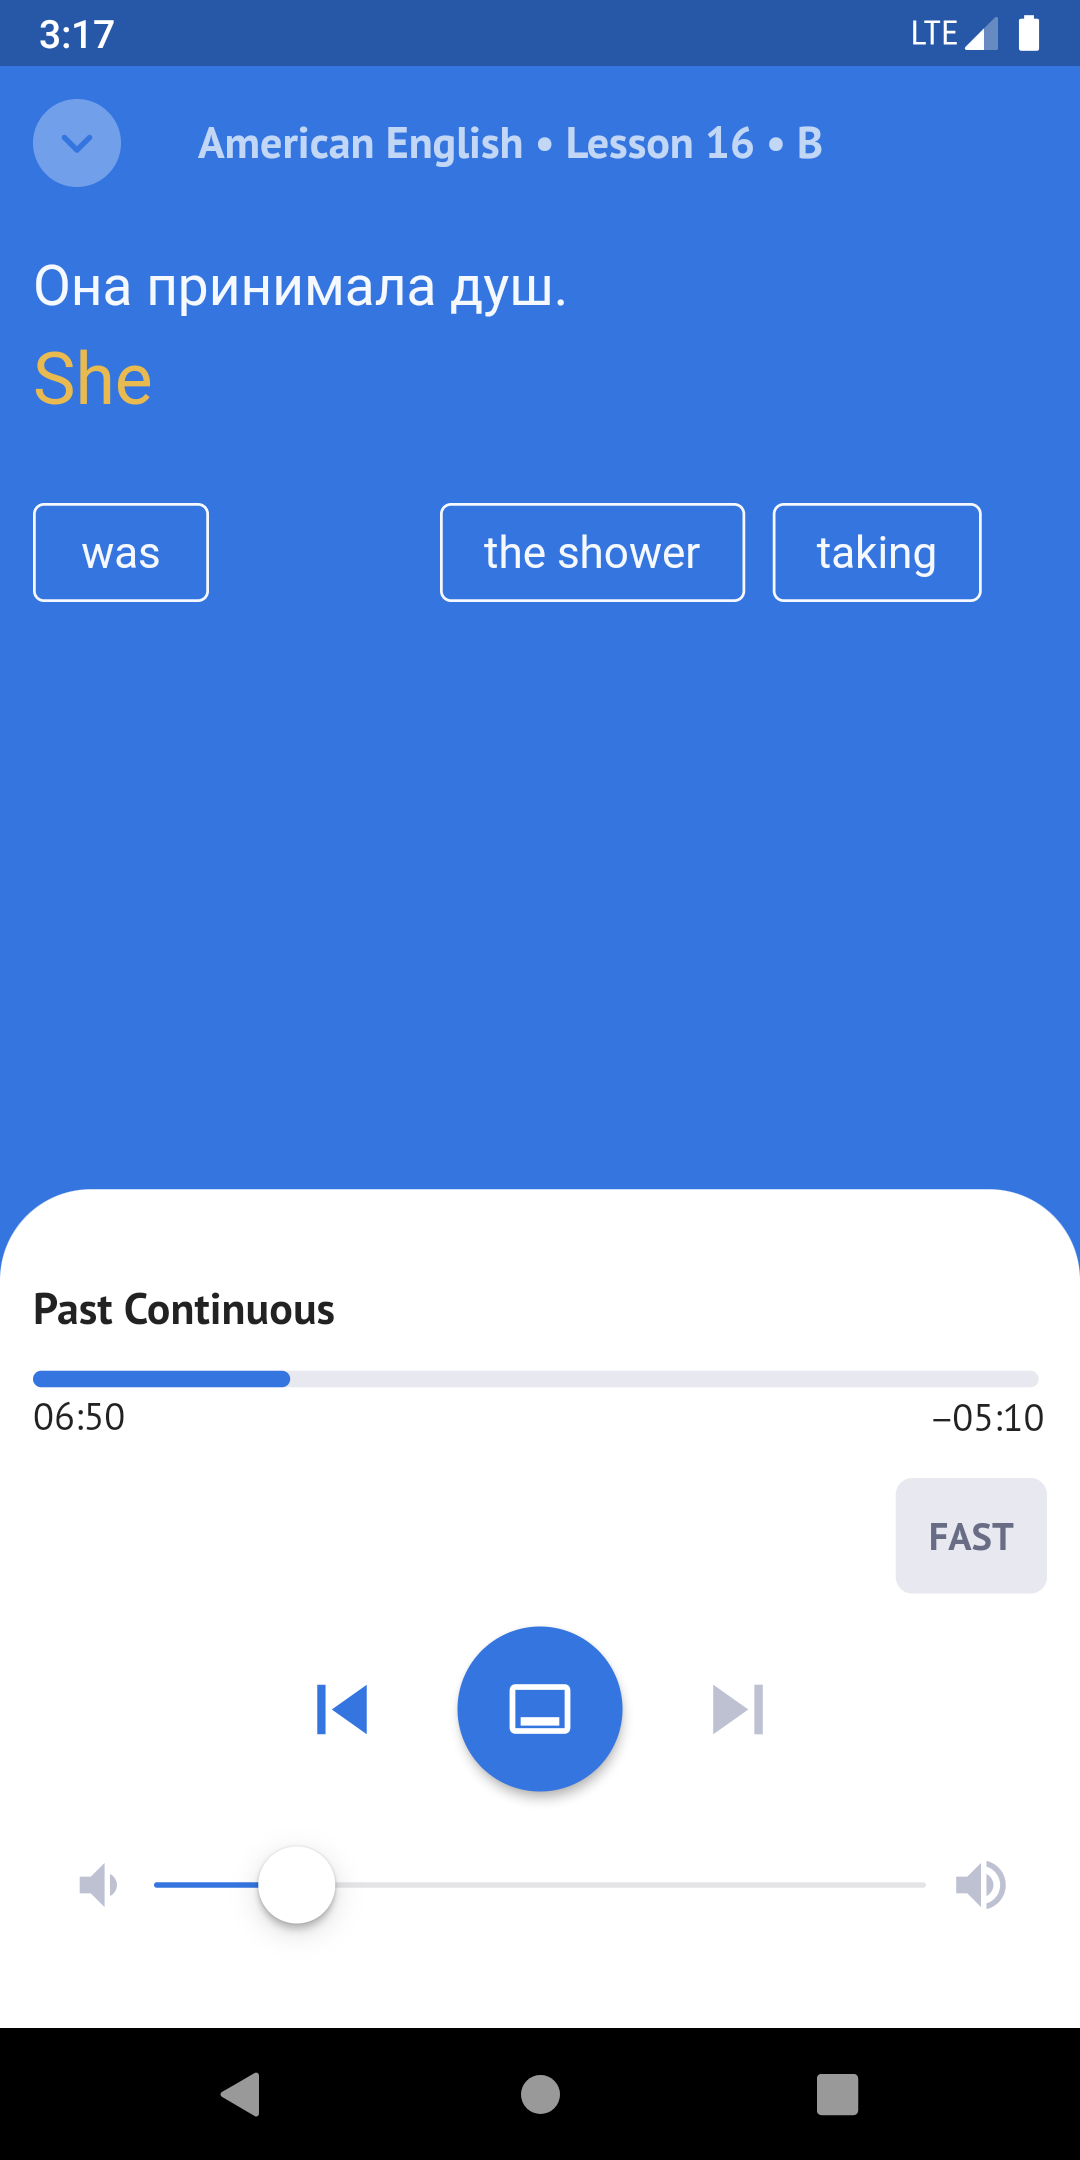 3:17 LTE
American English • Lesson 16 • B
Она принимала душ.
She
was the shower taking
Past Continuous
06:50 –05:10
FAST